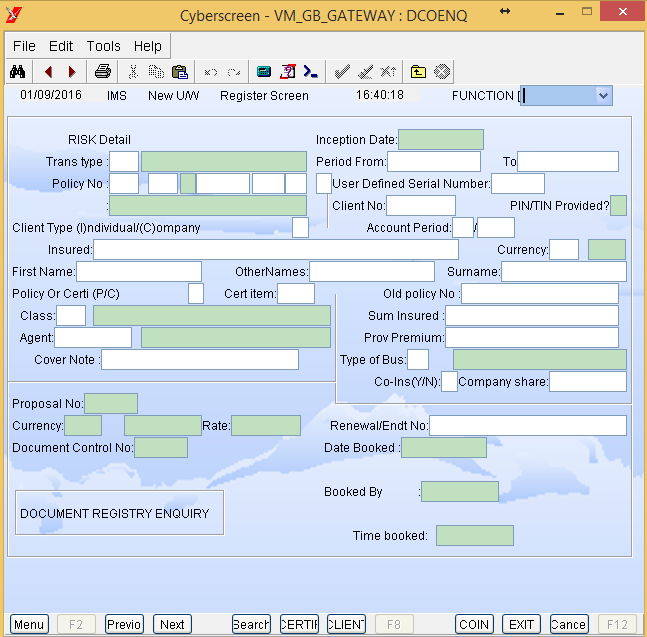 Cyberscreen - VM_GB_GATEWAY : DCOENQ
File Edit Tools Help
01/09/2016 IMS New U/W Register Screen 16:40:18 FUNCTION [
RISK Detail Inception Date:
Trans type : Period From: To
Policy No : User Defined Serial Number:
: Client No: PIN/TIN Provided?
Client Type (I)ndividual/(C)ompany Account Period: /
Insured: Currency:
First Name: OtherNames: Surname:
Policy Or Certi (P/C) Cert item: Old policy No :
Class: Sum Insured :
Agent: Prov Premium:
Cover Note : Type of Bus:
Co-Ins(Y/N): Company share:
Proposal No:
Currency: Rate: Renewal/Endt No:
Document Control No: Date Booked :
Booked By :
DOCUMENT REGISTRY ENQUIRY
Time booked:
Menu F2 Previo Next Search CERTIF CLIENT F8 COIN EXIT Cance F12